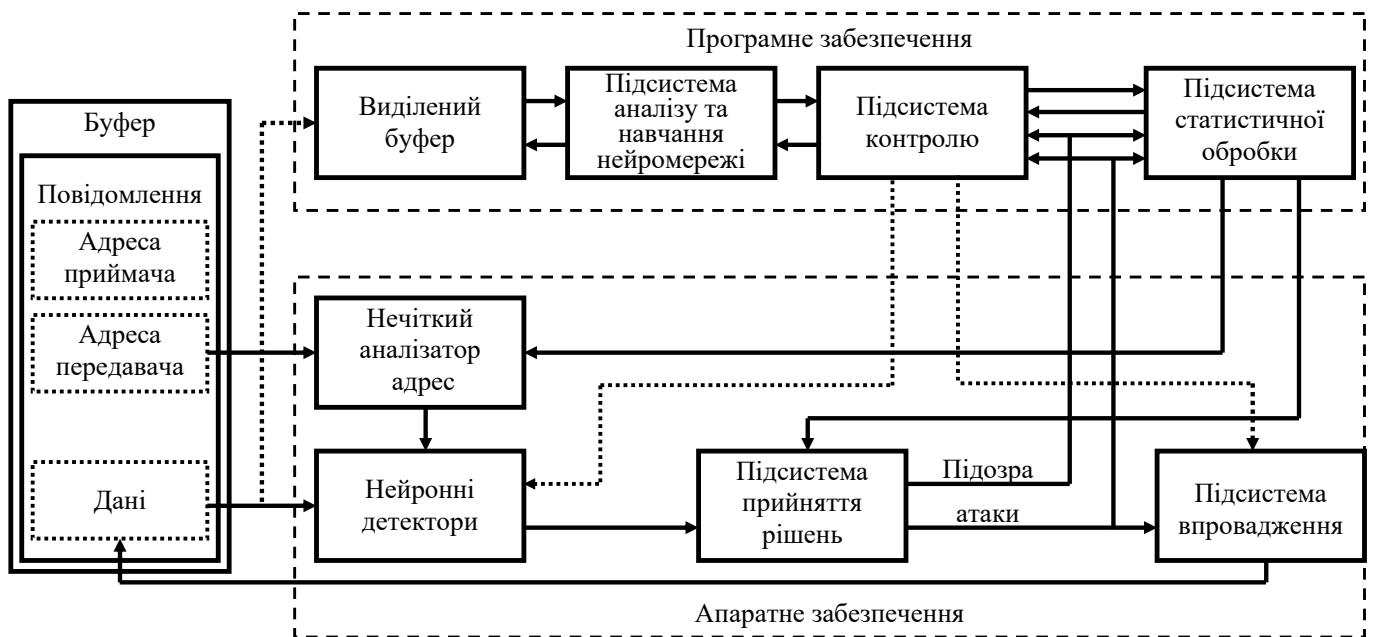 Програмне забезпечення
Буфер
Повідомлення
Адреса
приймача
Адреса
передавача
Дані
Виділений
буфер
Підсистема
аналізу та
навчання
нейромережі
Підсистема
контролю
Підсистема
статистичної
обробки
Нечіткий
аналізатор
адрес
Нейронні
детектори
Підсистема
прийняття
рішень
Підозра
атаки
Підсистема
впровадження
Апаратне забезпечення